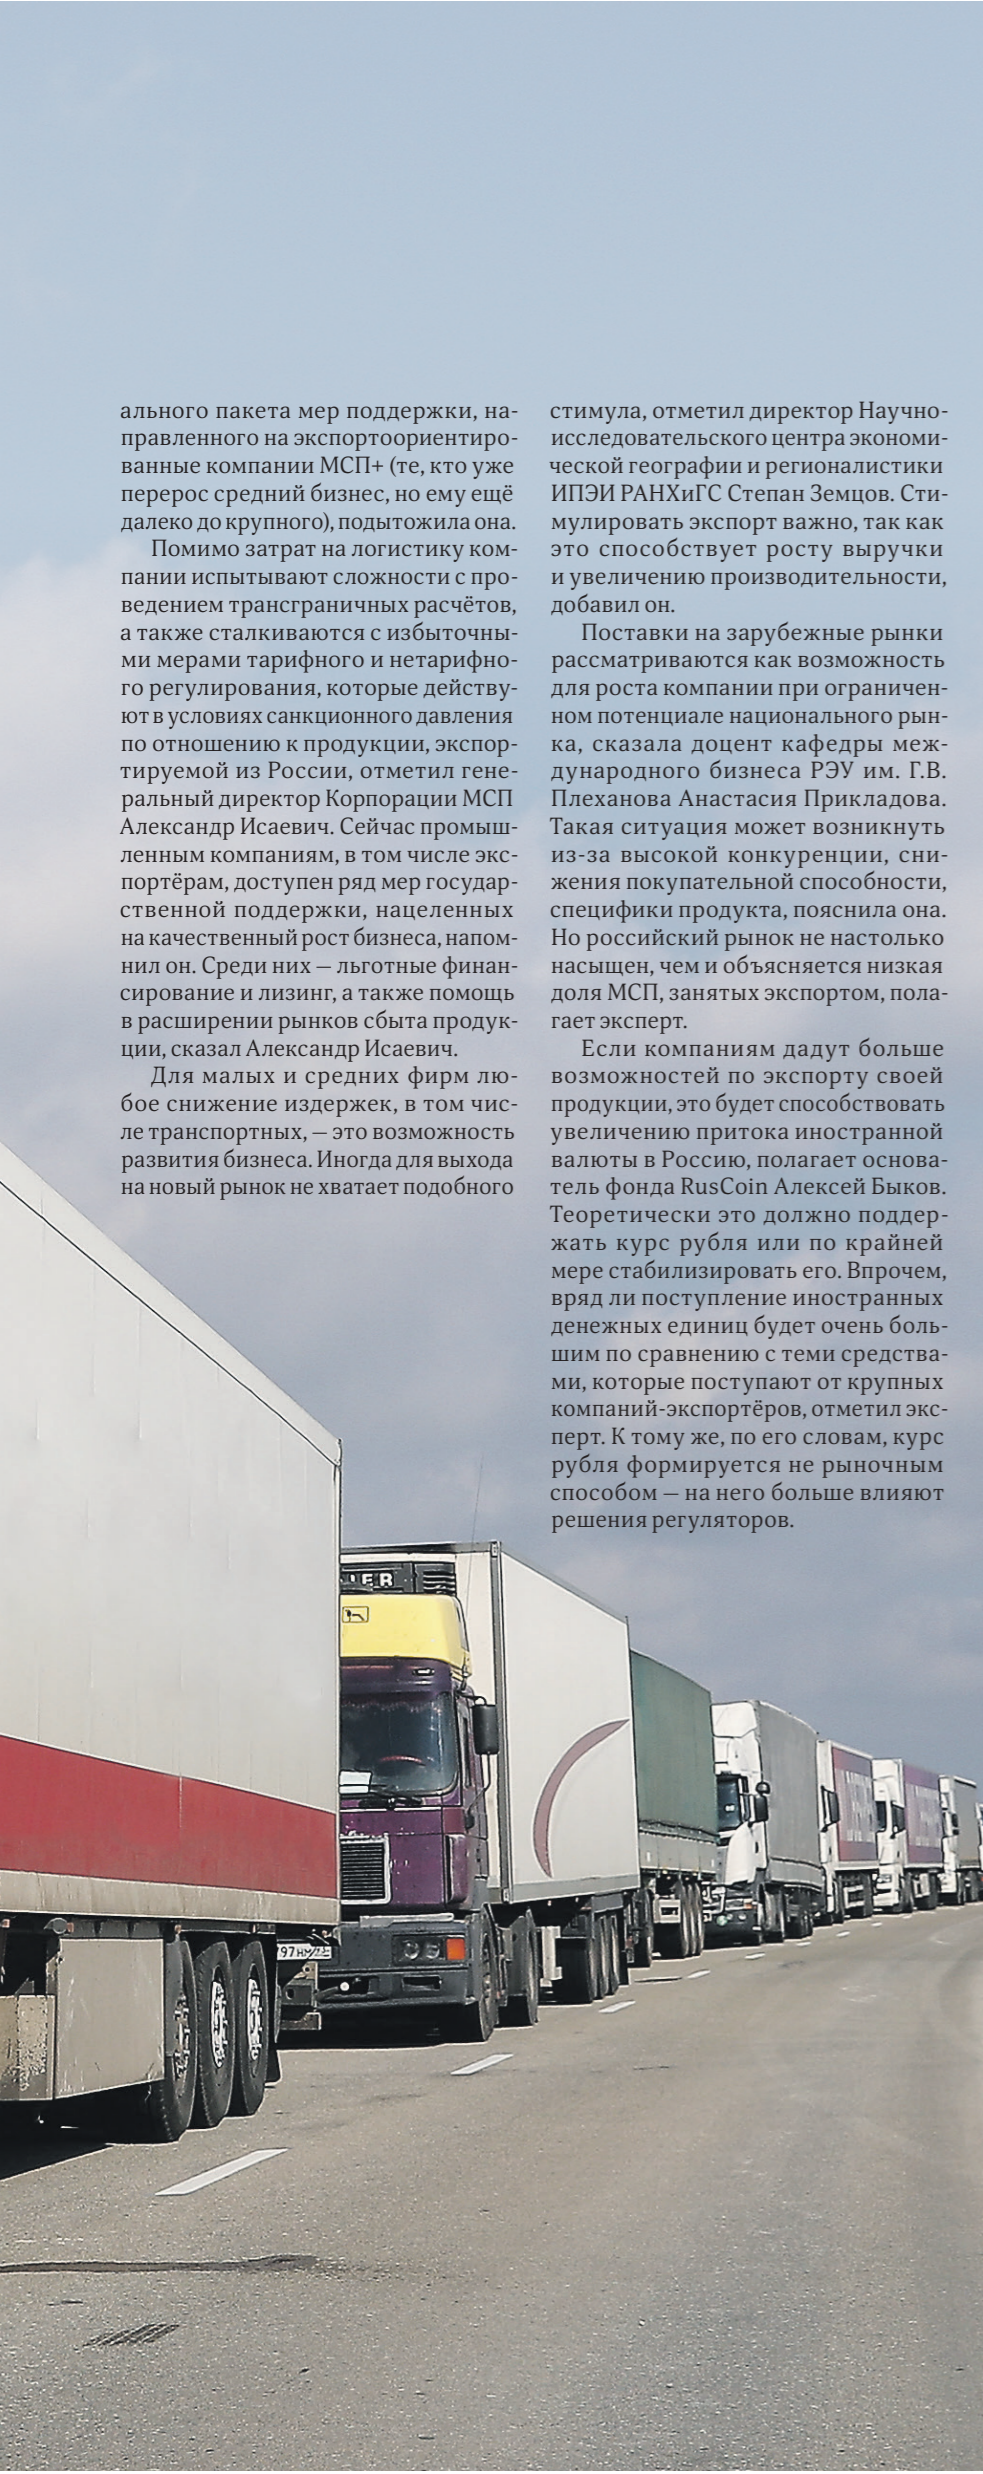 ального пакета мер поддержки, на-
правленного на экспортоориентиро-
ванные компании МСП+ (те, кто уже
перерос средний бизнес, но ему ещё
далеко до крупного), подытожила она.
Помимо затрат на логистику ком-
пании испытывают сложности с про-
ведением трансграничных расчётов,
а также сталкиваются с избыточны-
ми мерами тарифного и нетарифно-
го регулирования, которые действу-
ют в условиях санкционного давления
по отношению к продукции, экспор-
тируемой из России, отметил гене-
ральный директор Корпорации МСП
Александр Исаевич. Сейчас промыш-
ленным компаниям, в том числе экс-
портёрам, доступен ряд мер государ-
ственной поддержки, нацеленных
на качественный рост бизнеса, напом-
нил он. Среди них – льготные финан-
сирование и лизинг, а также помощь
в расширении рынков сбыта продук-
ции, сказал Александр Исаевич.
Для малых и средних фирм лю-
бое снижение издержек, в том чис-
ле транспортных, – это возможность
развития бизнеса. Иногда для выхода
на новый рынок не хватает подобного
стимула, отметил директор Научно-
исследовательского центра экономи-
ческой географии и регионалистики
ИПЭИ РАНХиГС Степан Земцов. Сти-
мулировать экспорт важно, так как
это способствует росту выручки
и увеличению производительности,
добавил он.
Поставки на зарубежные рынки
рассматриваются как возможность
для роста компании при ограничен-
ном потенциале национального рын-
ка, сказала доцент кафедры меж-
дународного бизнеса РЭУ им. Г.В.
Плеханова Анастасия Прикладова.
Такая ситуация может возникнуть
из-за высокой конкуренции, сни-
жения покупательной способности,
специфики продукта, пояснила она.
Но российский рынок не настолько
насыщен, чем и объясняется низкая
доля МСП, занятых экспортом, пола-
гает эксперт.
Если компаниям дадут больше
возможностей по экспорту своей
продукции, это будет способствовать
увеличению притока иностранной
валюты в Россию, полагает основа-
тель фонда RusCoin Алексей Быков.
Теоретически это должно поддер-
жать курс рубля или по крайней
мере стабилизировать его. Впрочем,
вряд ли поступление иностранных
денежных единиц будет очень боль-
шим по сравнению с теми средства-
ми, которые поступают от крупных
компаний-экспортёров, отметил экс-
перт. К тому же, по его словам, курс
рубля формируется не рыночным
способом – на него больше влияют
решения регуляторов.